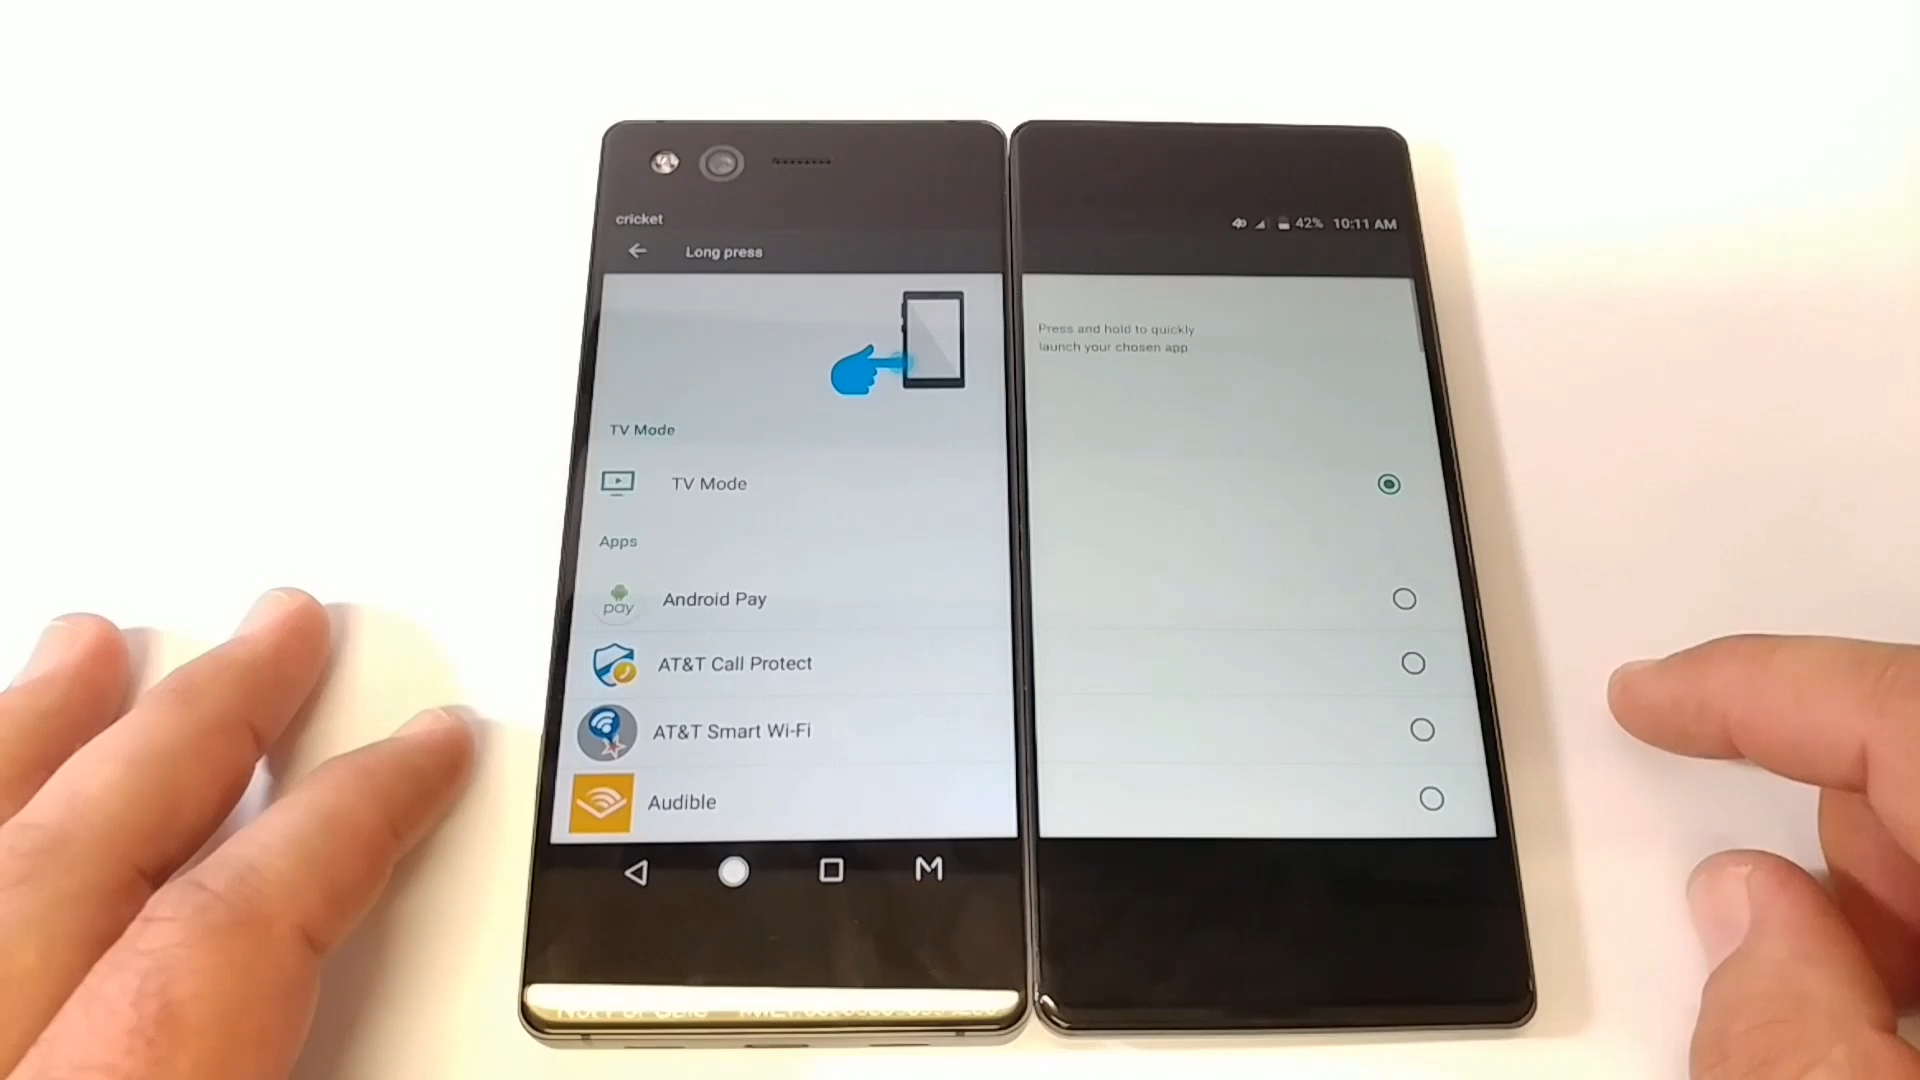 cricket
42% 10:11 AM
Long press
Press and hold to quickly
launch your chosen app
TV Mode
TV Mode
Apps
pay
Android Pay
AT&T Call Protect
AT&T Smart Wi-Fi
Audible
M